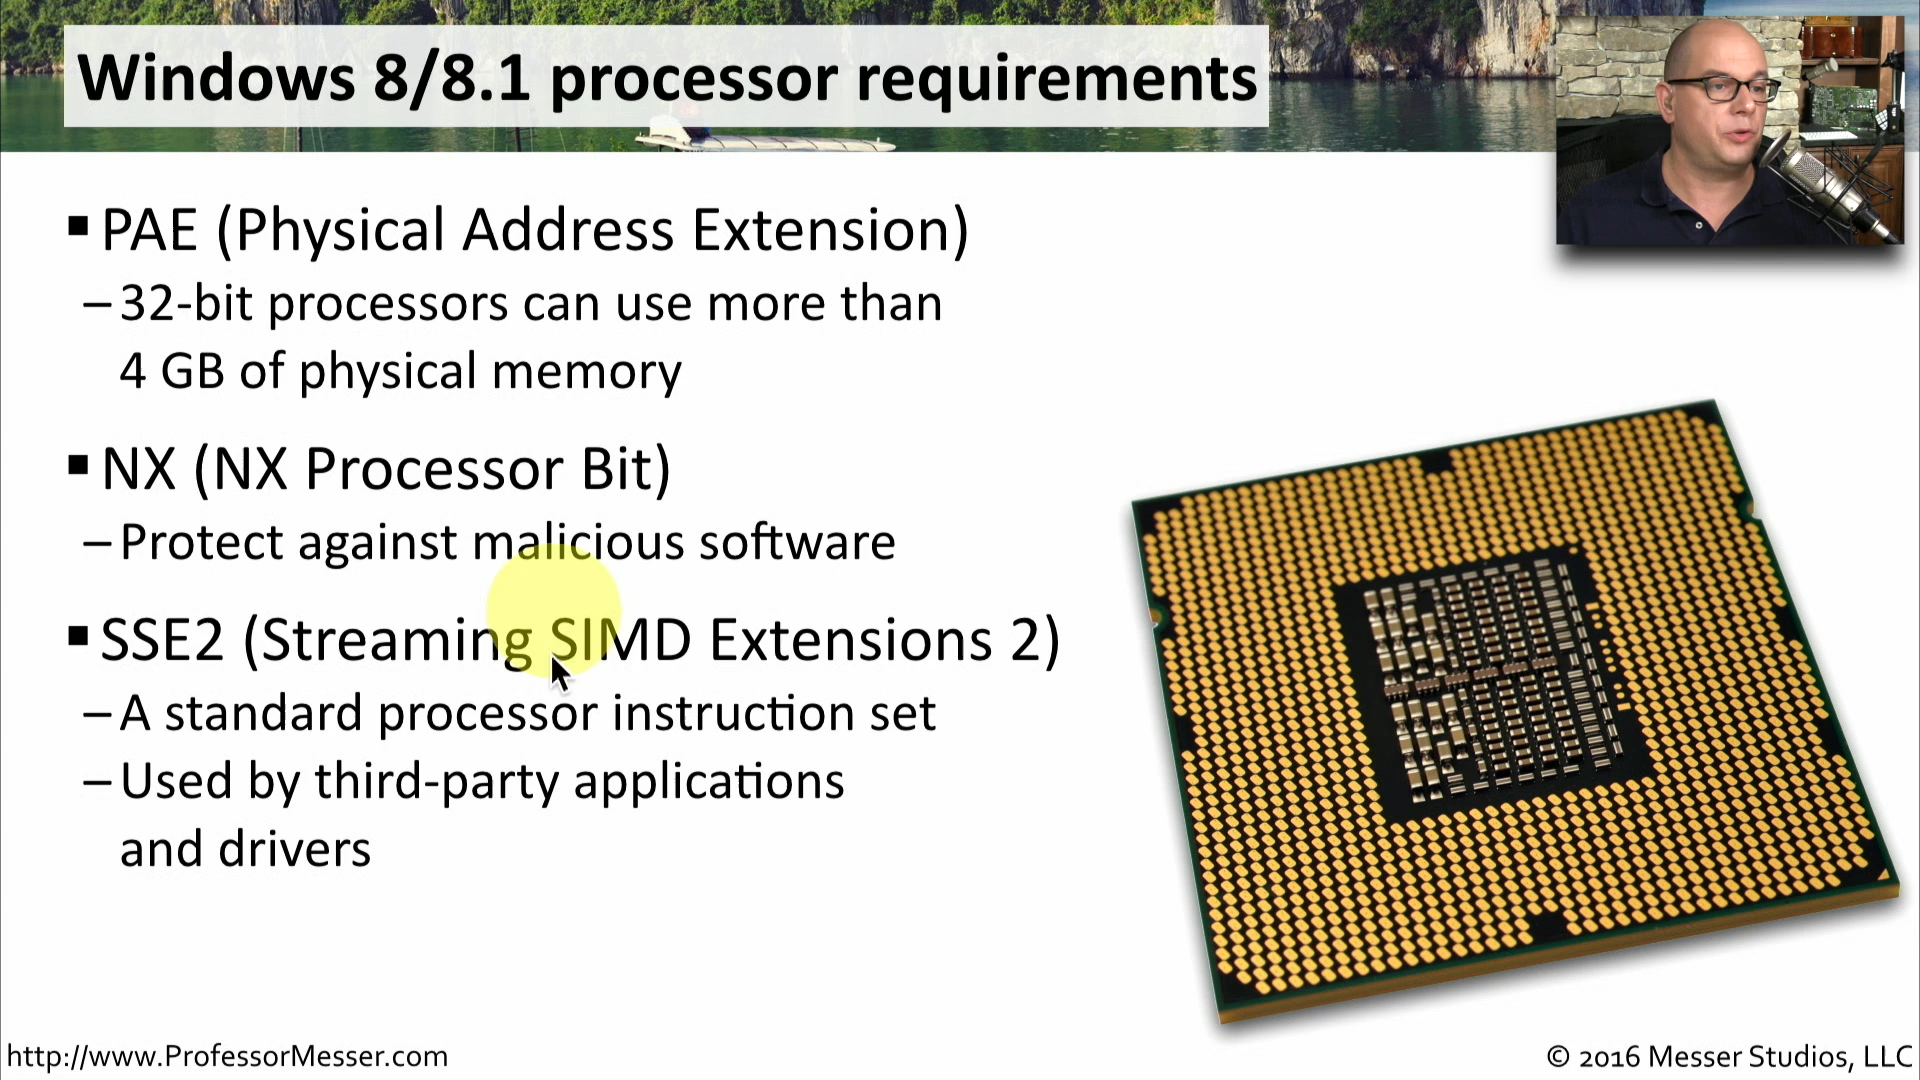 Windows 8/8.1 processor requirements
▪ PAE (Physical Address Extension)
– 32-bit processors can use more than
4 GB of physical memory
▪ NX (NX Processor Bit)
– Protect against malicious software
▪ SSE2 (Streaming SIMD Extensions 2)
– A standard processor instruction set
– Used by third-party applications
and drivers
http://www.ProfessorMesser.com
© 2016 Messer Studios, LLC